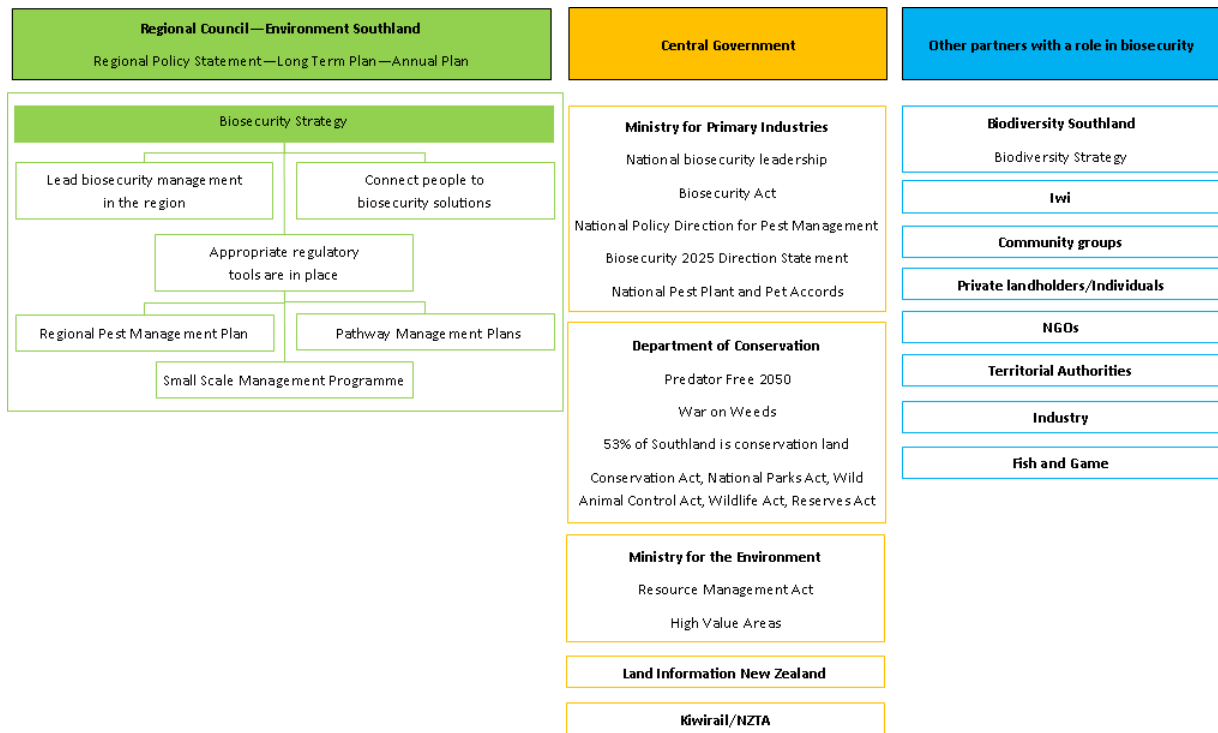 Regional Council—Environment Southland
Regional Policy Statement—Long Term Plan—Annual Plan
Biosecurity Strategy
Lead biosecurity management
in the region
Connect people to
biosecurity solutions
Appropriate regulatory
tools are in place
Regional Pest Management Plan
Pathway Management Plans
Small Scale Management Programme
Central Government
Ministry for Primary Industries
National biosecurity leadership
Biosecurity Act
National Policy Direction for Pest Management
Biosecurity 2025 Direction Statement
National Pest Plant and Pet Accords
Department of Conservation
Predator Free 2050
War on Weeds
53% of Southland is conservation land
Conservation Act, National Parks Act, Wild
Animal Control Act, Wildlife Act, Reserves Act
Ministry for the Environment
Resource Management Act
High Value Areas
Land Information New Zealand
Kiwirail/NZTA
Other partners with a role in biosecurity
Biodiversity Southland
Biodiversity Strategy
Iwi
Community groups
Private landholders/Individuals
NGOs
Territorial Authorities
Industry
Fish and Game